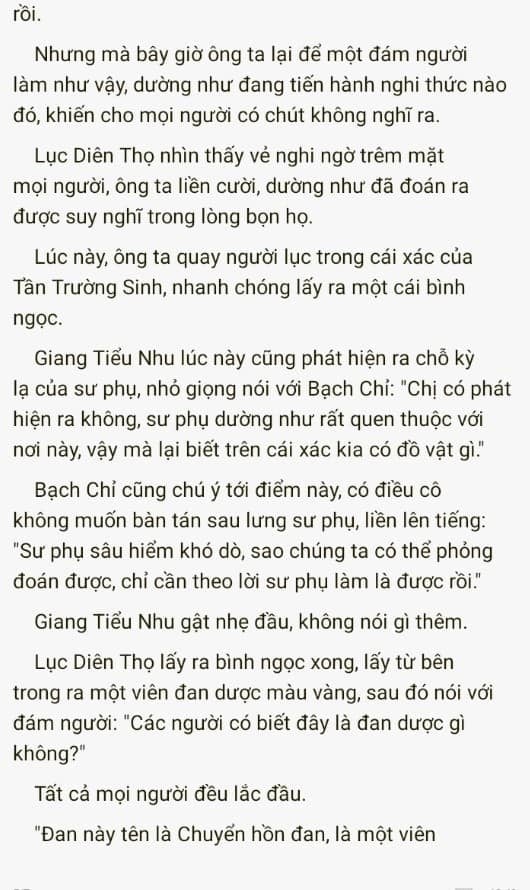 rồi.
Nhưng mà bây giờ ông ta lại để một đám người
làm như vậy, dường như đang tiến hành nghi thức nào
đó, khiến cho mọi người có chút không nghĩ ra.
Lục Diên Thọ nhìn thấy vẻ nghi ngờ trêm mặt
mọi người, ông ta liền cười, dường như đã đoán ra
được suy nghĩ trong lòng bọn họ.
Lúc này, ông ta quay người lục trong cái xác của
Tần Trường Sinh, nhanh chóng lấy ra một cái bình
ngọc.
Giang Tiểu Nhu lúc này cũng phát hiện ra chỗ kỳ
lạ của sư phụ, nhỏ giọng nói với Bạch Chỉ: "Chị có phát
hiện ra không, sư phụ dường như rất quen thuộc với
nơi này, vậy mà lại biết trên cái xác kia có đồ vật gì."
Bạch Chỉ cũng chú ý tới điểm này, có điều cô
không muốn bàn tán sau lưng sư phụ, liền lên tiếng:
"Sư phụ sâu hiểm khó dò, sao chúng ta có thể phỏng
đoán được, chỉ cần theo lời sư phụ làm là được rồi."
Giang Tiểu Nhu gật nhẹ đầu, không nói gì thêm.
Lục Diên Thọ lấy ra bình ngọc xong, lấy từ bên
trong ra một viên đan dược màu vàng, sau đó nói với
đám người: "Các người có biết đây là đan dược gì
không?"
Tất cả mọi người đều lắc đầu.
"Đan này tên là Chuyển hồn đan, là một viên